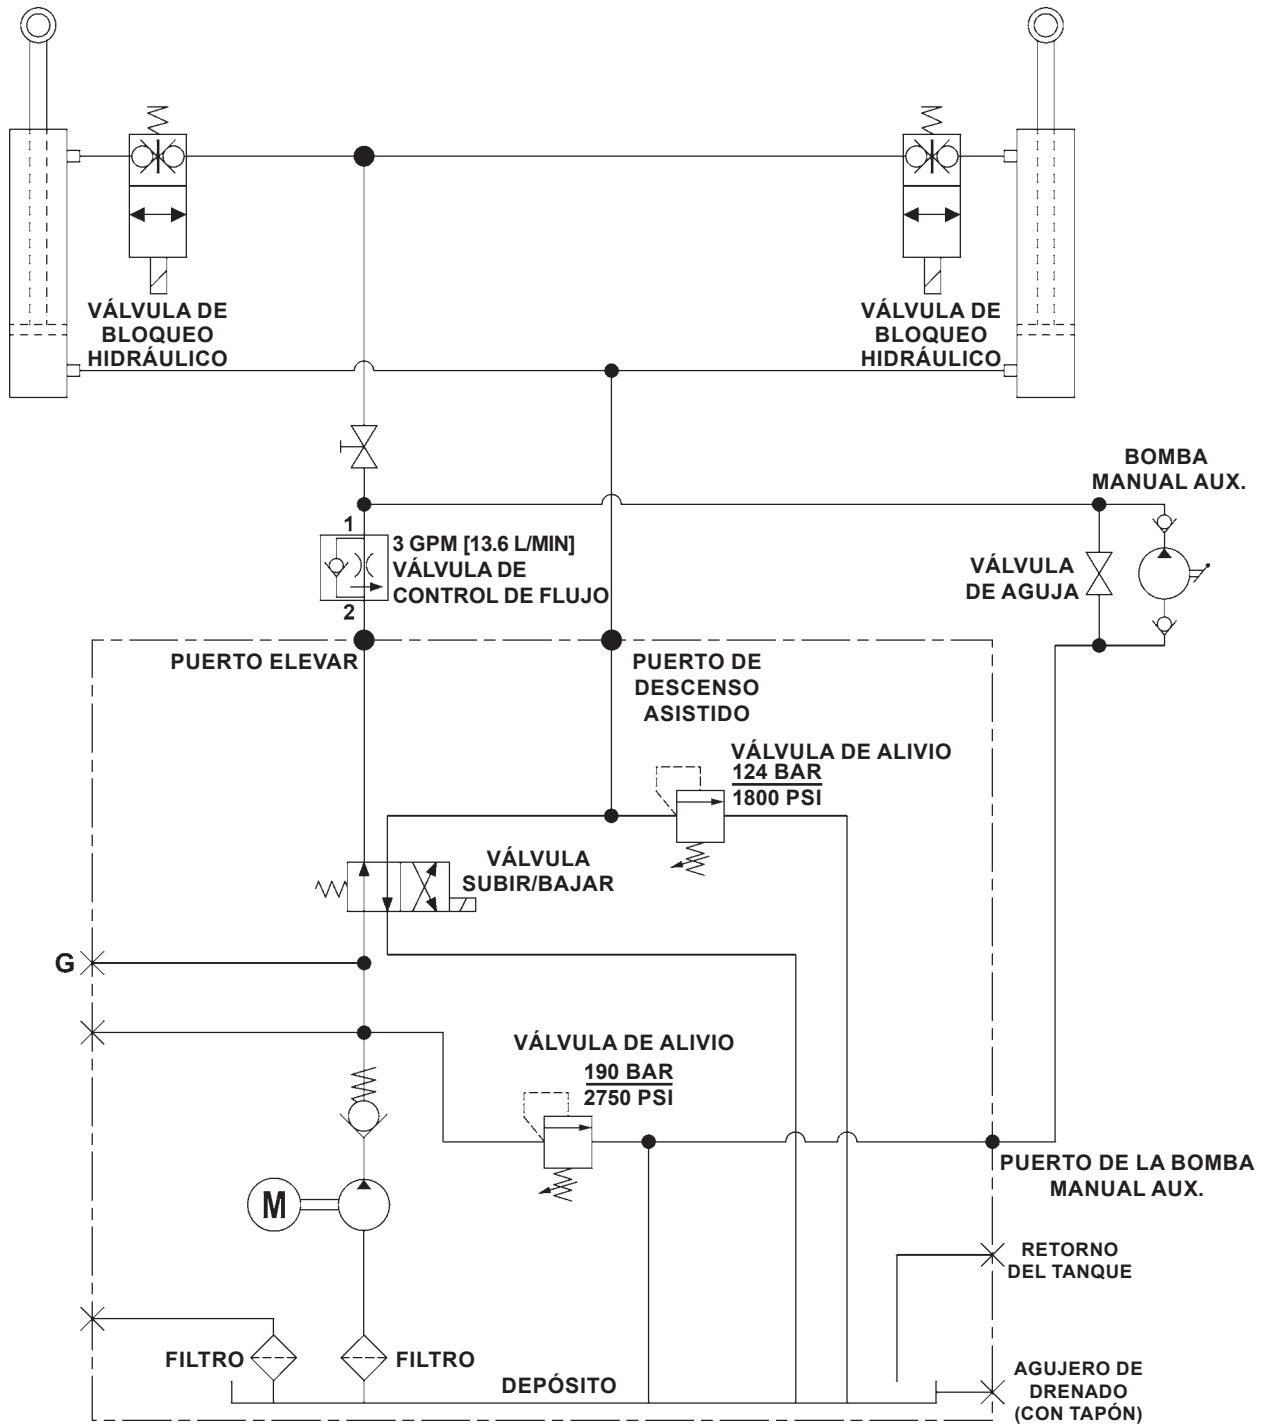 VÁLVULA DE
BLOQUEO
HIDRÁULICO
VÁLVULA DE
BLOQUEO
HIDRÁULICO
BOMBA
MANUAL AUX.
1
3 GPM [13.6 L/MIN]
VÁLVULA DE
CONTROL DE FLUJO
2
VÁLVULA
DE AGUJA
PUERTO ELEVAR
PUERTO DE
DESCENSO
ASISTIDO
VÁLVULA DE ALIVIO
124 BAR
1800 PSI
VÁLVULA
SUBIR/BAJAR
G
VÁLVULA DE ALIVIO
190 BAR
2750 PSI
PUERTO DE LA BOMBA
MANUAL AUX.
M
RETORNO
DEL TANQUE
FILTRO
FILTRO
DEPÓSITO
AGUJERO DE
DRENADO
(CON TAPÓN)